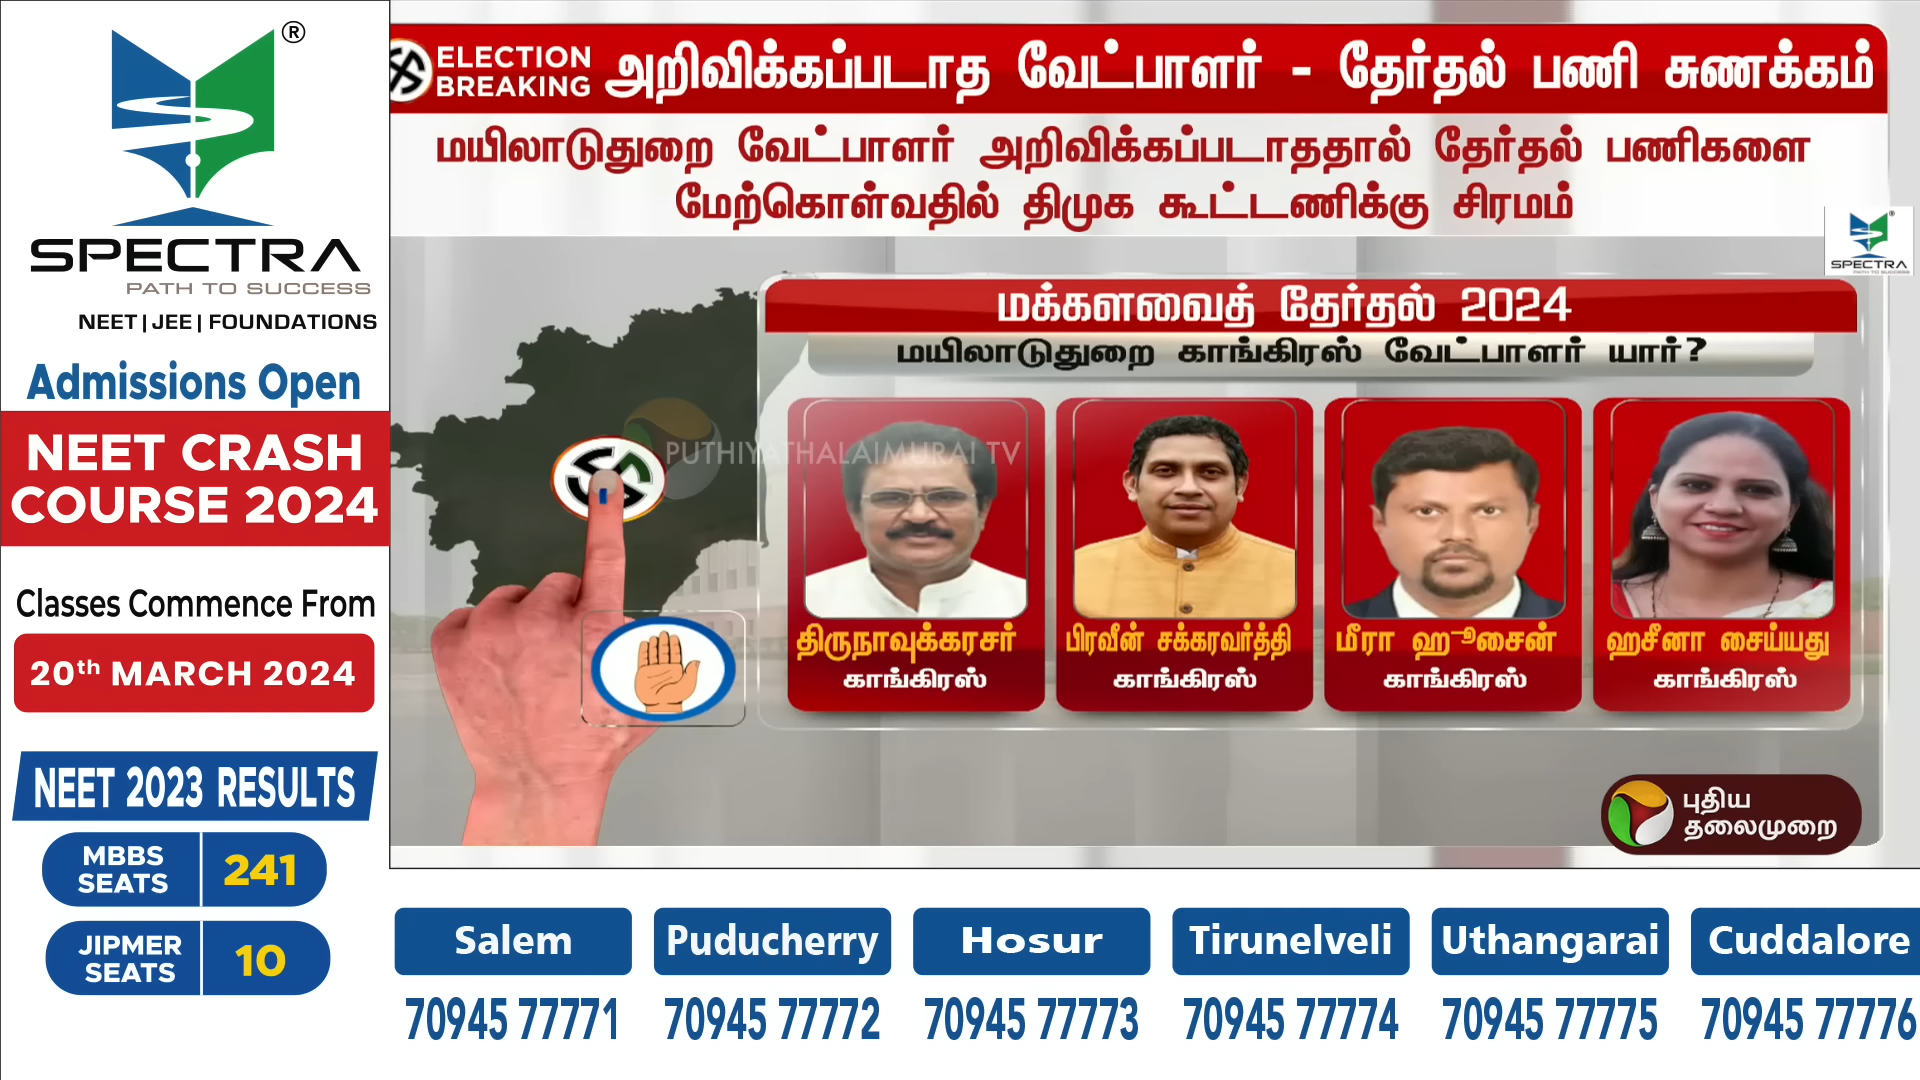 ®
SPECTRA
PATH TO SUCCESS
NEET | JEE | FOUNDATIONS
Admissions Open
NEET CRASH
COURSE 2024
Classes Commence From
20th MARCH 2024
NEET 2023 RESULTS
MBBS SEATS 241
JIPMER SEATS 10
ELECTION BREAKING
அறிவிக்கப்படாத வேட்பாளர் - தேர்தல் பணி சுணக்கம்
மயிலாடுதுறை வேட்பாளர் அறிவிக்கப்படாததால் தேர்தல் பணிகளை
மேற்கொள்வதில் திமுக கூட்டணிக்கு சிரமம்
SPECTRA
PATH TO SUCCESS
மக்களவைத் தேர்தல் 2024
மயிலாடுதுறை காங்கிரஸ் வேட்பாளர் யார்?
PUTHIYATHALAIMURAI TV
திருநாவுக்கரசர் பிரவீன் சக்கரவர்த்தி மீரா ஹூசைன் ஹசீனா சைய்யது
காங்கிரஸ் காங்கிரஸ் காங்கிரஸ் காங்கிரஸ்
புதிய
தலைமுறை
Salem Puducherry Hosur Tirunelveli Uthangarai Cuddalore
70945 77771 70945 77772 70945 77773 70945 77774 70945 77775 70945 77776